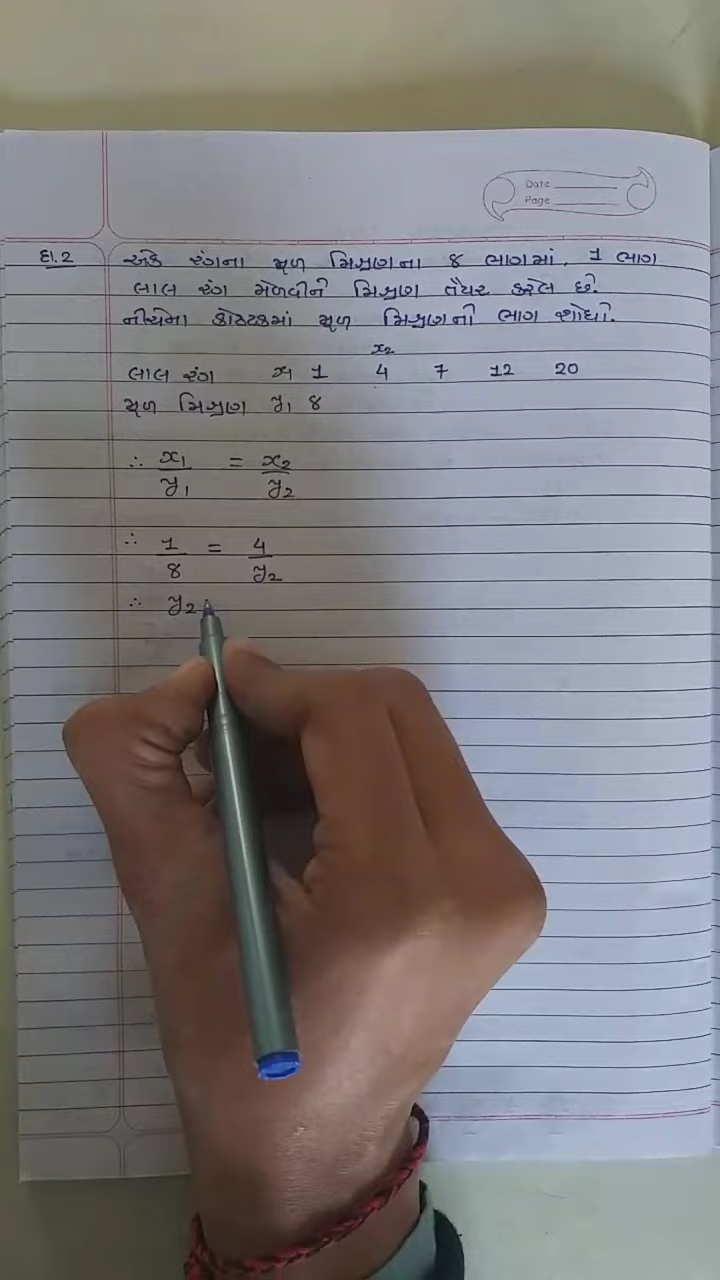 Date
Page
દા.2 એક રંગના મૂળ મિશ્રણના 8 ભાગમાં, 1 ભાગ
લાલ રંગ મેળવીને મિશ્રણ તૈયાર કરેલ છે.
નીચેના કોષ્ટકમાં મૂળ મિશ્રણનો ભાગ શોધો.
x₂
લાલ રંગ x₁ 1 4 7 12 20
મૂળ મિશ્રણ y₁ 8
∴ x₁/y₁ = x₂/y₂
∴ 1/8 = 4/y₂
∴ y₂